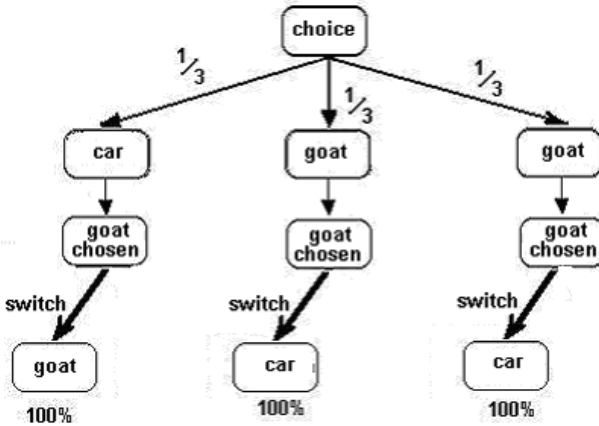 choice
1/3
1/3
1/3
car
goat
goat
goat
chosen
goat
chosen
goat
chosen
switch
switch
switch
goat
car
car
100%
100%
100%